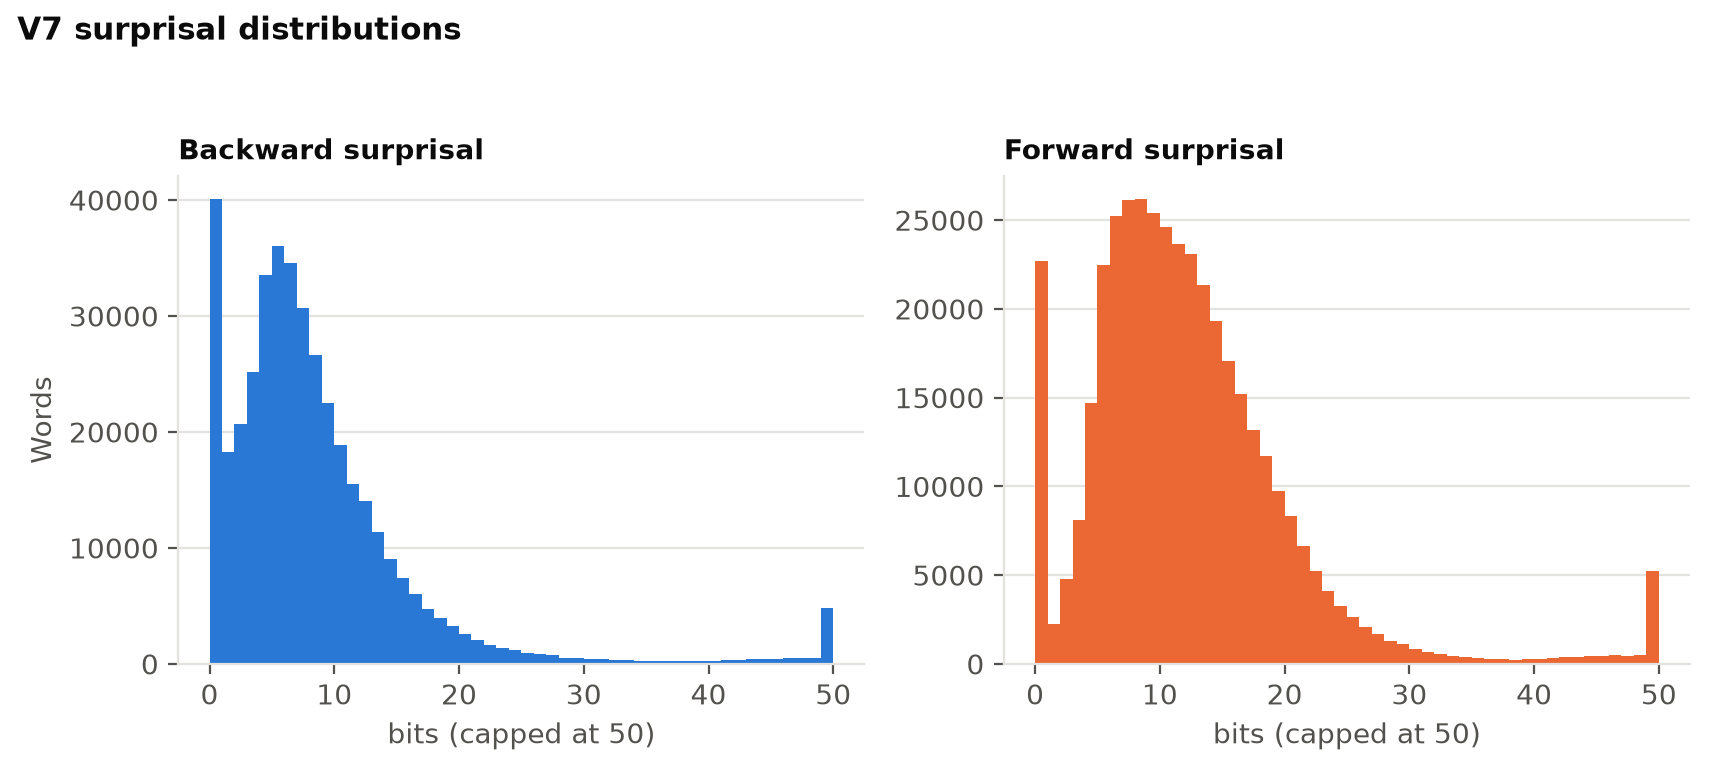 V7 surprisal distributions
Backward surprisal
40000
30000
20000
10000
0
Words
0 10 20 30 40 50
bits (capped at 50)
Forward surprisal
25000
20000
15000
10000
5000
0
0 10 20 30 40 50
bits (capped at 50)